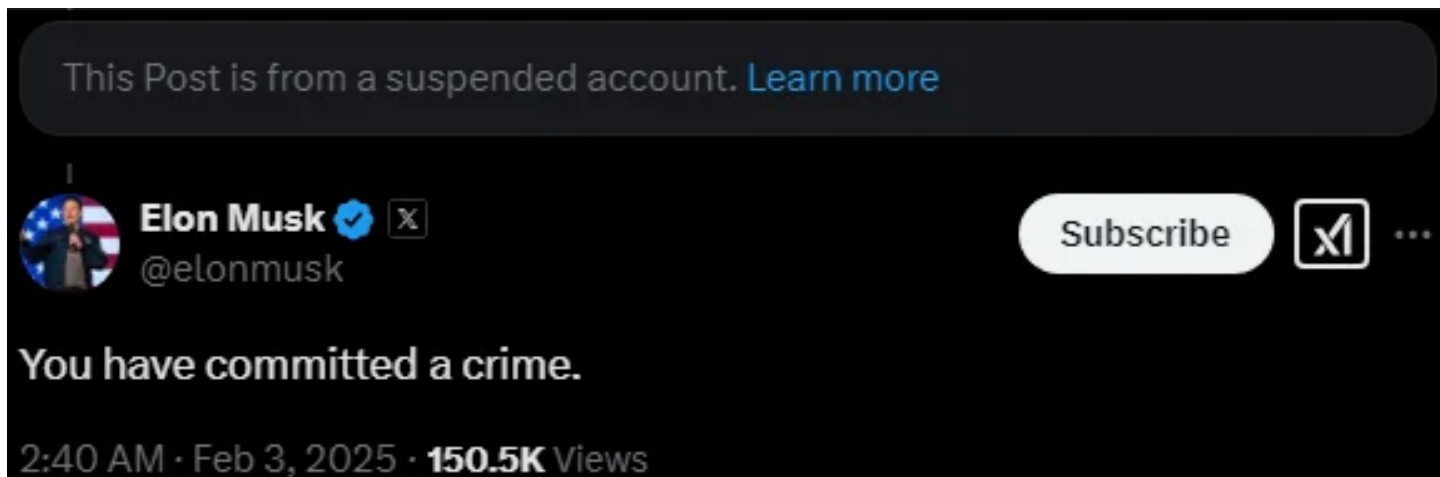 This Post is from a suspended account. Learn more
Elon Musk
@elonmusk
Subscribe
You have committed a crime.
2:40 AM · Feb 3, 2025 · 150.5K Views